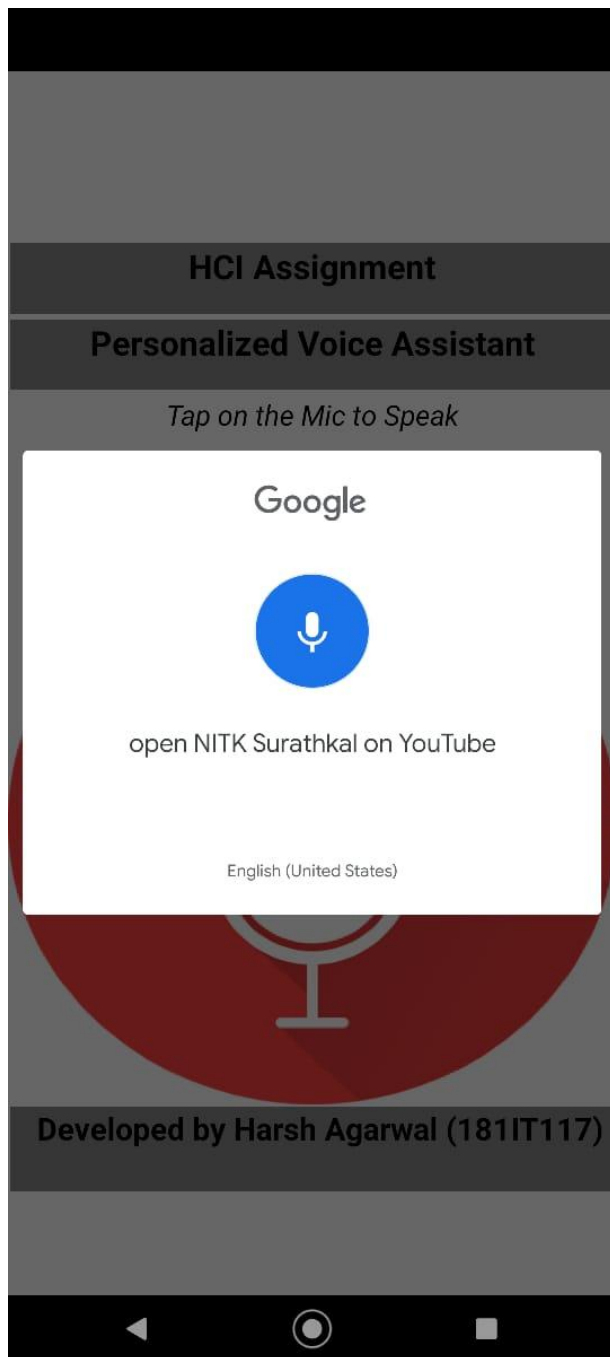 HCI Assignment
Personalized Voice Assistant
Tap on the Mic to Speak
Google
open NITK Surathkal on YouTube
English (United States)
Developed by Harsh Agarwal (181IT117)